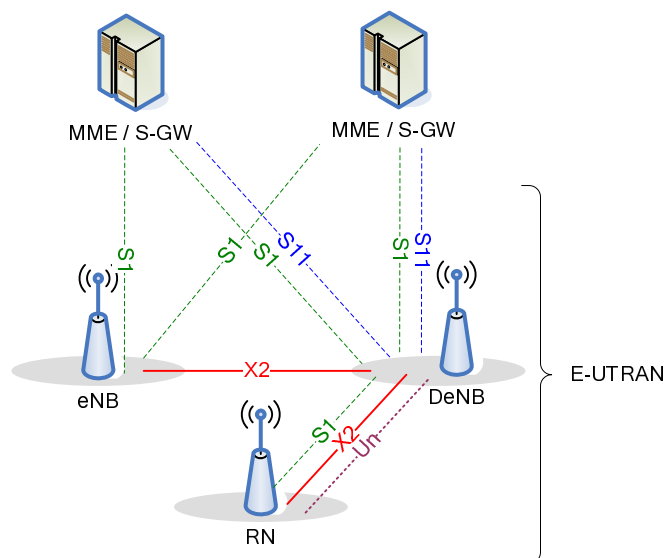 MME / S-GW
MME / S-GW
S1
S1
S1
S11
S1
S11
eNB
X2
DeNB
E-UTRAN
S1
X2
Un
RN